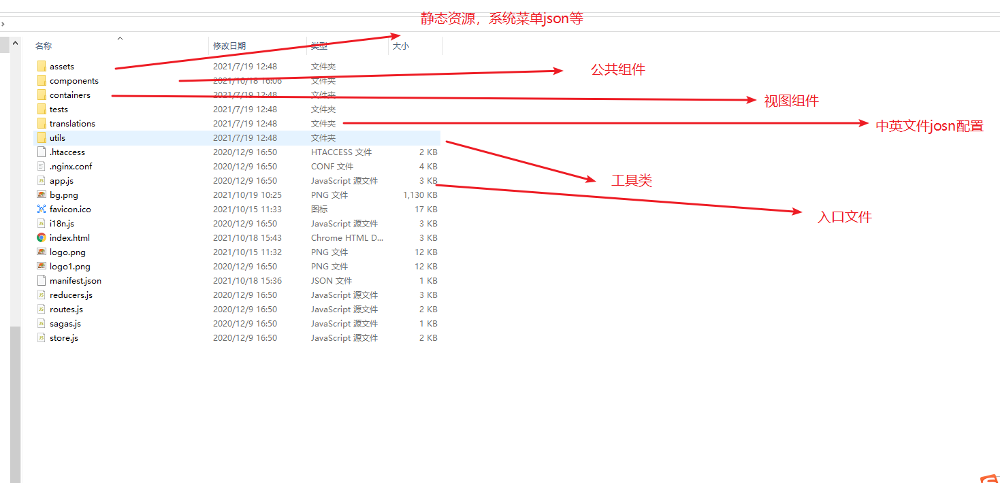 静态资源，系统菜单json等
名称 修改日期 类型 大小
assets 2021/7/19 12:48 文件夹
公共组件
components 2021/10/18 16:06 文件夹
containers 2021/7/19 12:48 文件夹
视图组件
tests 2021/7/19 12:48 文件夹
translations 2021/7/19 12:48 文件夹
中英文件josn配置
utils 2021/7/19 12:48 文件夹
.htaccess 2020/12/9 16:50 HTACCESS 文件 2 KB
.nginx.conf 2020/12/9 16:50 CONF 文件 4 KB
app.js 2020/12/9 16:50 JavaScript 源文件 3 KB
工具类
bg.png 2021/10/19 10:25 PNG 文件 1,130 KB
favicon.ico 2021/10/15 11:33 图标 17 KB
入口文件
i18n.js 2020/12/9 16:50 JavaScript 源文件 3 KB
index.html 2021/10/18 15:43 Chrome HTML D... 3 KB
logo.png 2021/10/15 11:32 PNG 文件 12 KB
logo1.png 2020/12/9 16:50 PNG 文件 12 KB
manifest.json 2021/10/18 15:36 JSON 文件 1 KB
reducers.js 2020/12/9 16:50 JavaScript 源文件 3 KB
routes.js 2020/12/9 16:50 JavaScript 源文件 2 KB
sagas.js 2020/12/9 16:50 JavaScript 源文件 1 KB
store.js 2020/12/9 16:50 JavaScript 源文件 2 KB